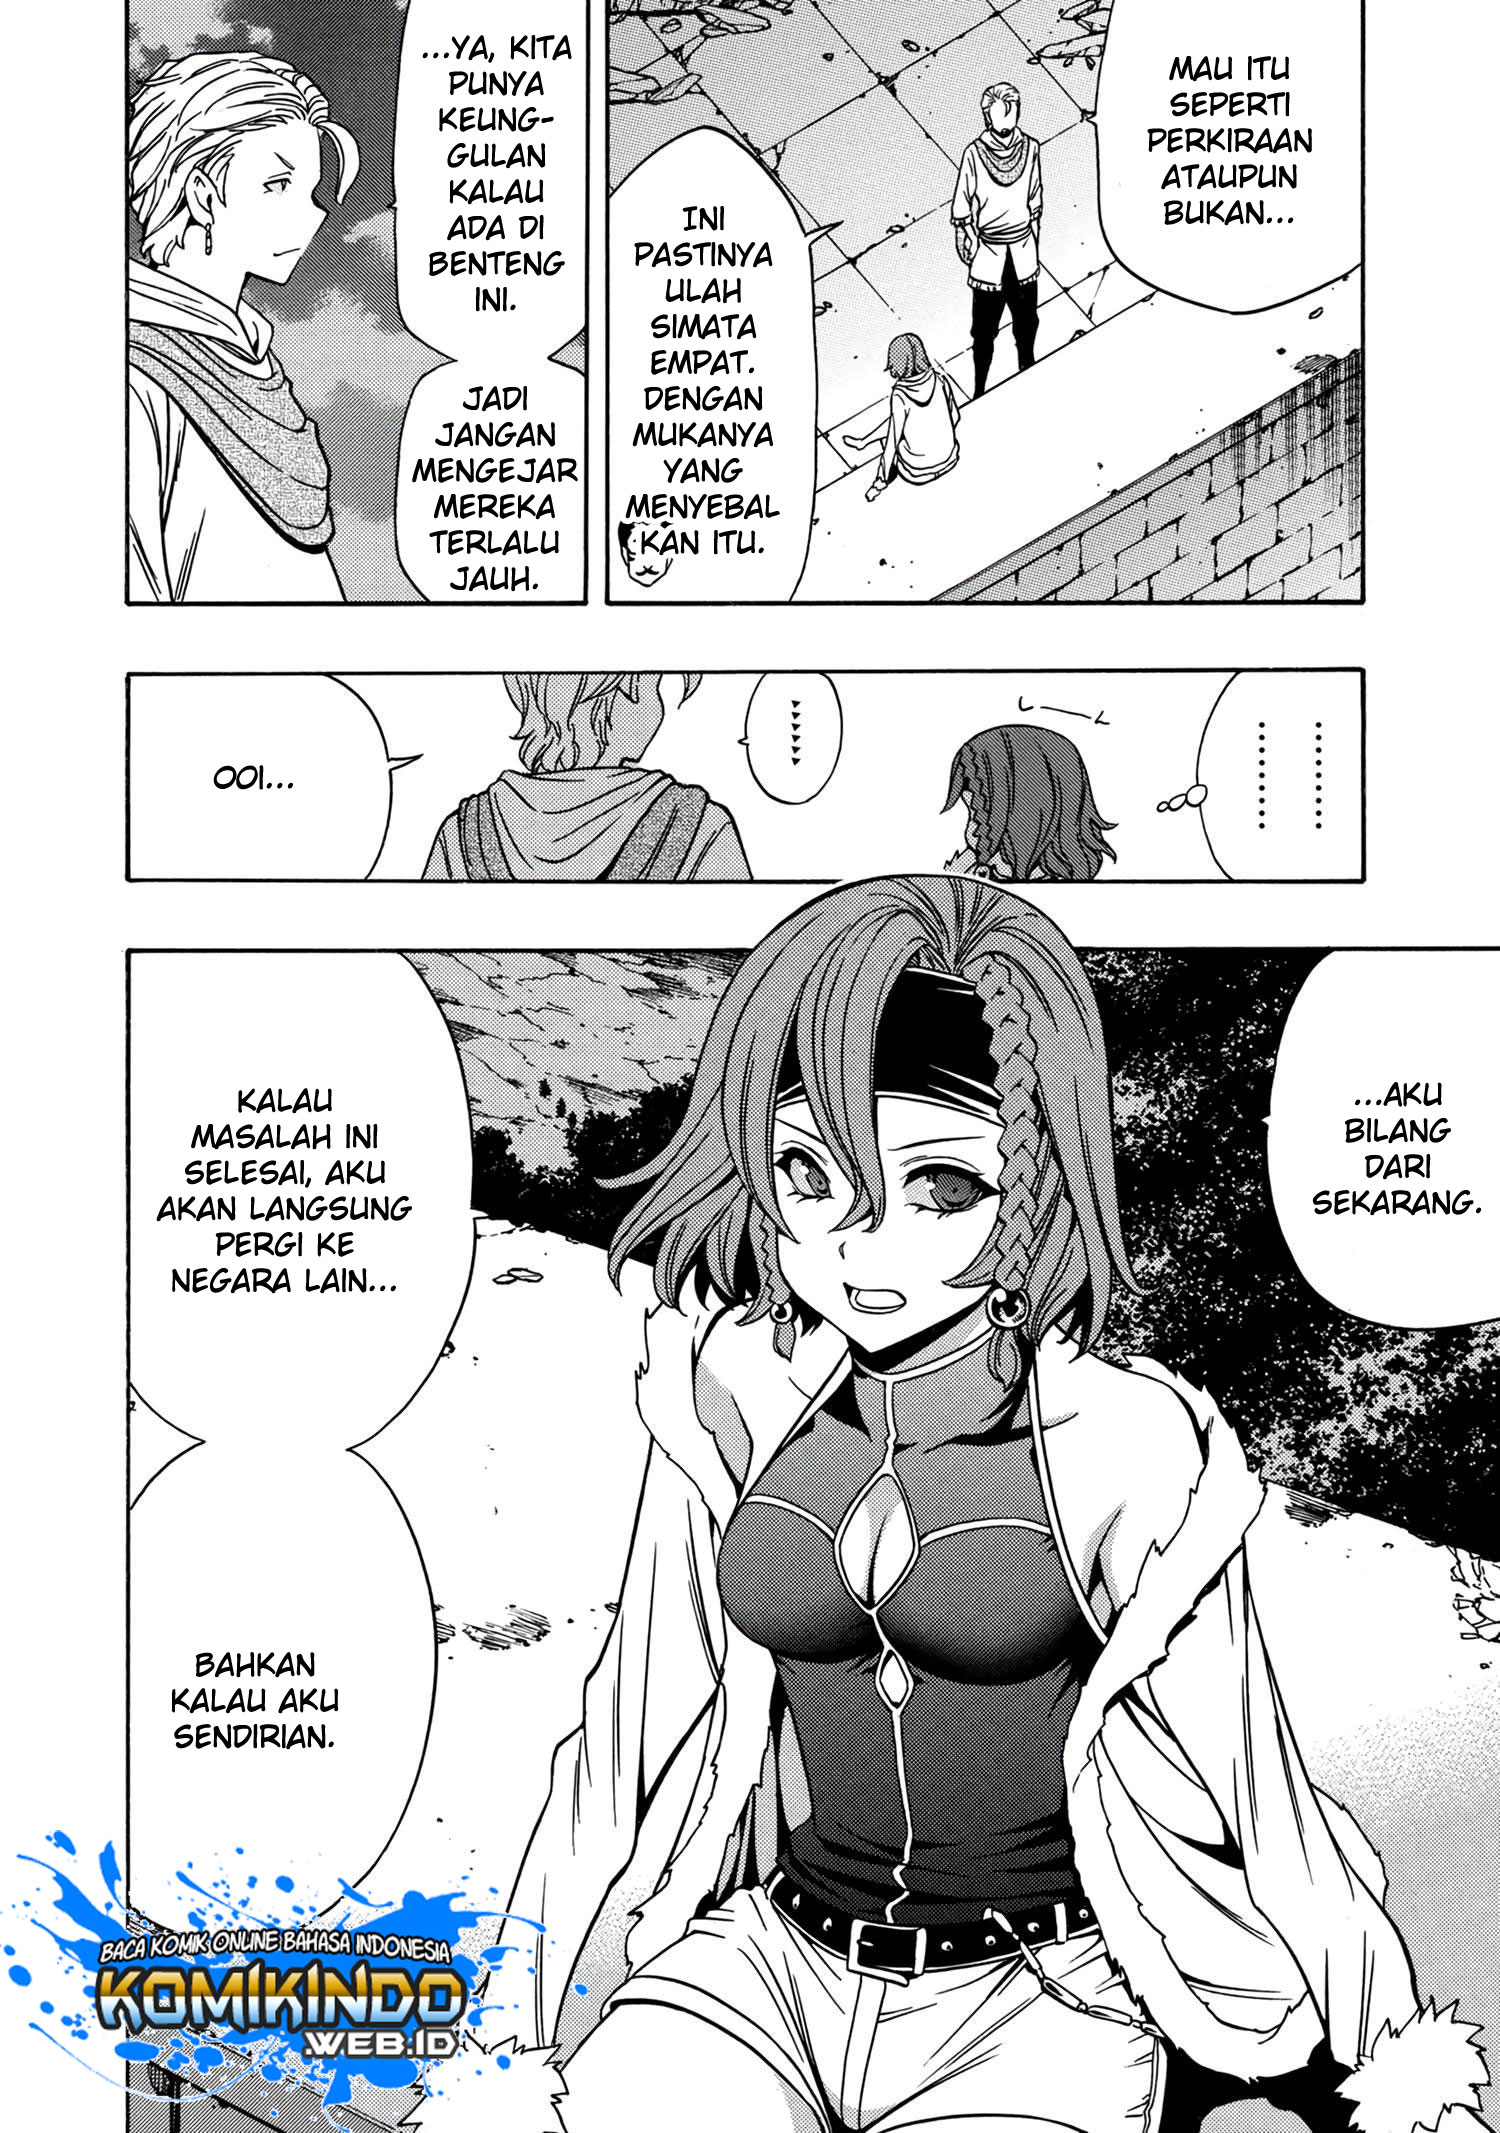 MAU ITU
SEPERTI
PERKIRAAN
ATAUPUN
BUKAN...
INI
PASTINYA
ULAH
SIMATA
EMPAT.
DENGAN
MUKANYA
YANG
MENYEBAL
KAN ITU.
...YA, KITA
PUNYA
KEUNG-
GULAN
KALAU
ADA DI
BENTENG
INI.
JADI
JANGAN
MENGEJAR
MEREKA
TERLALU
JAUH.
OOI...
...AKU
BILANG
DARI
SEKARANG.
KALAU
MASALAH INI
SELESAI, AKU
AKAN LANGSUNG
PERGI KE
NEGARA LAIN...
BAHKAN
KALAU AKU
SENDIRIAN.
BACA KOMIK ONLINE BAHASA INDONESIA
KOMIKINDO
.WEB.ID